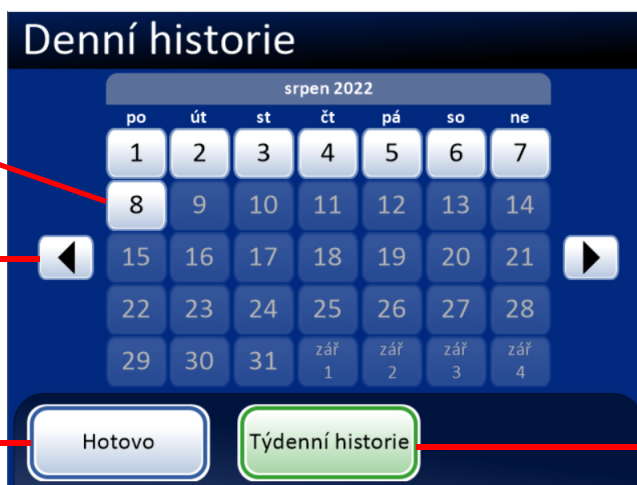 Denní historie
srpen 2022
po út st čt pá so ne
1 2 3 4 5 6 7
8 9 10 11 12 13 14
15 16 17 18 19 20 21
22 23 24 25 26 27 28
29 30 31 zář 1 zář 2 zář 3 zář 4
Hotovo Týdenní historie